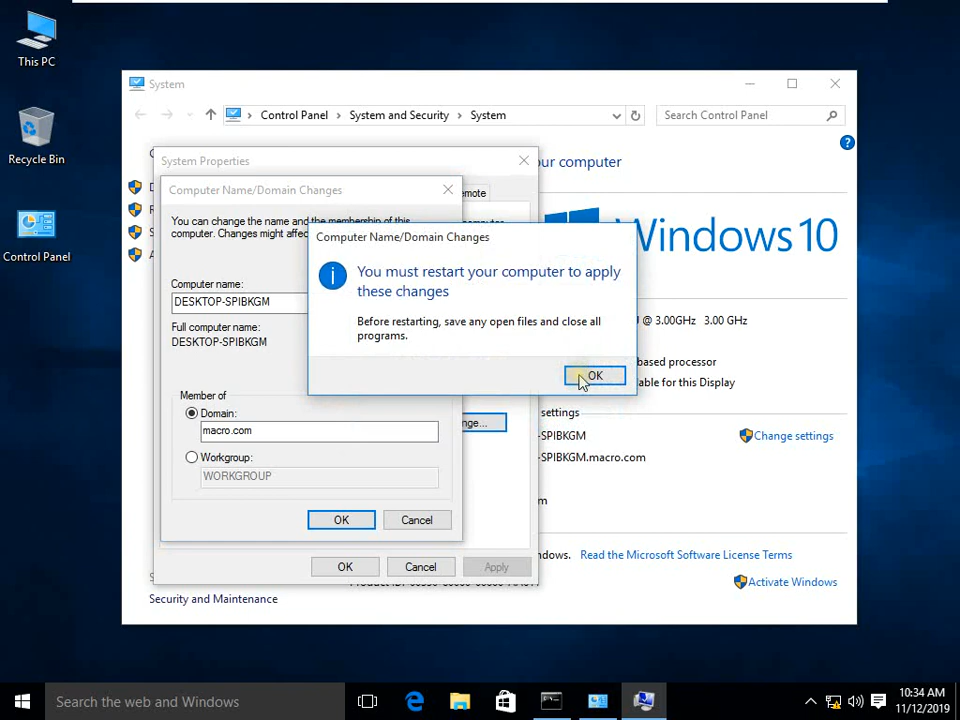 This PC
Recycle Bin
Control Panel
System
Control Panel
System and Security
System
Search Control Panel
System Properties
your computer
Remote
Windows 10
Computer Name/Domain Changes
You can change the name and the membership of this
computer. Changes might affec
Computer name:
DESKTOP-SPIBKGM
Full computer name:
DESKTOP-SPIBKGM
Member of
Domain:
macro.com
Workgroup:
WORKGROUP
OK
Cancel
Computer Name/Domain Changes
You must restart your computer to apply
these changes
Before restarting, save any open files and close all
programs.
OK
@ 3.00GHz 3.00 GHz
based processor
able for this Display
settings
nge...
-SPIBKGM
Change settings
-SPIBKGM.macro.com
OK
Cancel
Apply
ndows.
Read the Microsoft Software License Terms
Activate Windows
Security and Maintenance
Search the web and Windows
10:34 AM
11/12/2019